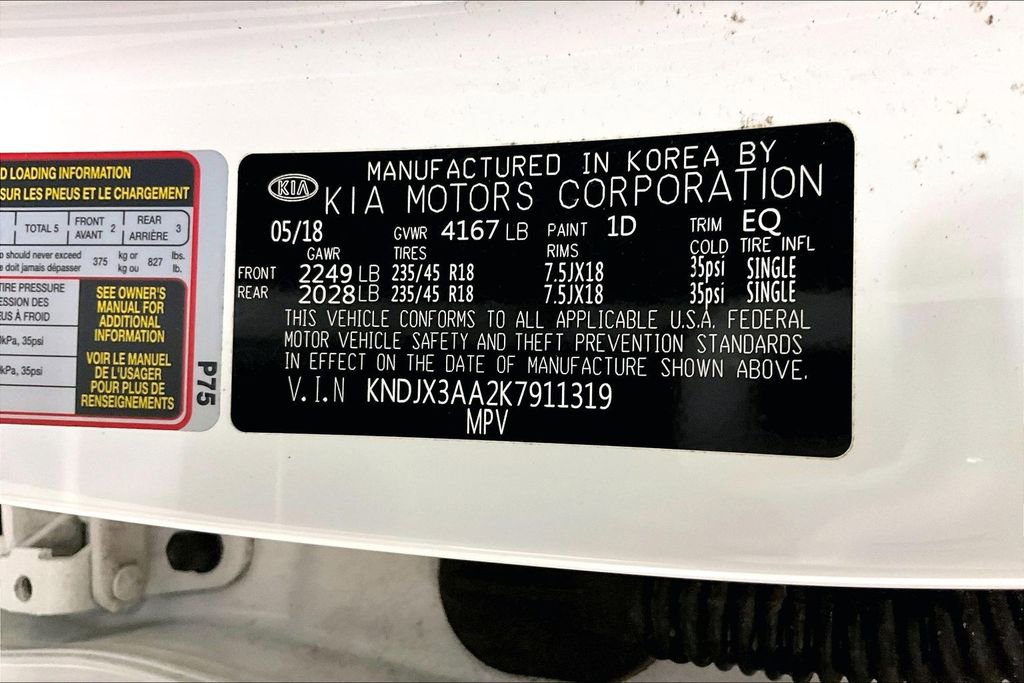 D LOADING INFORMATION
SUR LES PNEUS ET LE CHARGEMENT
TOTAL 5
FRONT
AVANT 2
REAR
ARRIÈRE 3
should never exceed 375 kg or 827 lbs.
doit jamais dépasser kg ou lb.
TIRE PRESSURE
ESSION DES
EUS À FROID
kPa, 35psi
kPa, 35psi
SEE OWNER'S
MANUAL FOR
ADDITIONAL
INFORMATION
VOIR LE MANUEL
DE L'USAGER
POUR PLUS DE
RENSEIGNEMENTS
P75
MANUFACTURED IN KOREA BY
KIA KIA MOTORS CORPORATION
05/18 GVWR 4167 LB PAINT 1D TRIM EQ
GAWR TIRES RIMS COLD TIRE INFL
FRONT 2249 LB 235/45 R18 7.5JX18 35psi SINGLE
REAR 2028 LB 235/45 R18 7.5JX18 35psi SINGLE
THIS VEHICLE CONFORMS TO ALL APPLICABLE U.S.A. FEDERAL
MOTOR VEHICLE SAFETY AND THEFT PREVENTION STANDARDS
IN EFFECT ON THE DATE OF MANUFACTURE SHOWN ABOVE.
V.I.N KNDJX3AA2K7911319
MPV